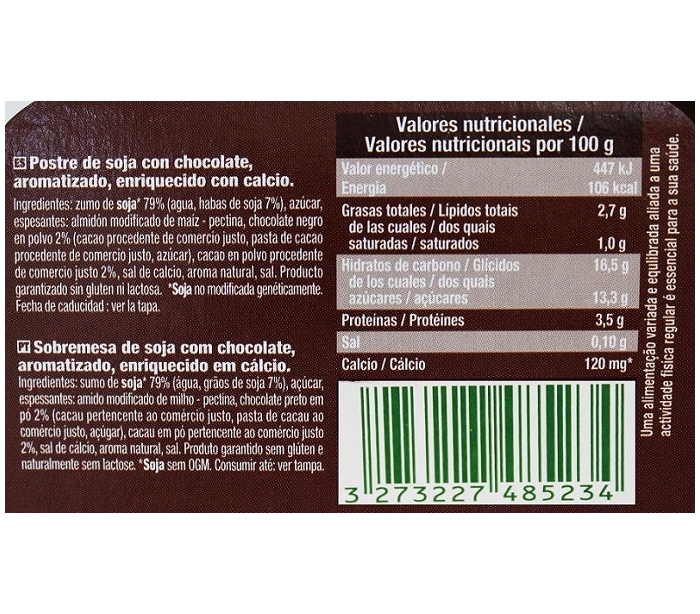 ES Postre de soja con chocolate,
aromatizado, enriquecido con calcio.
Ingredientes: zumo de soja* 79% (agua, habas de soja 7%), azúcar,
espesantes: almidón modificado de maíz - pectina, chocolate negro
en polvo 2% (cacao procedente de comercio justo, pasta de cacao
procedente de comercio justo, azúcar), cacao en polvo procedente
de comercio justo 2%, sal de calcio, aroma natural, sal. Producto
garantizado sin gluten ni lactosa. *Soja no modificada genéticamente.
Fecha de caducidad : ver la tapa.
PT Sobremesa de soja com chocolate,
aromatizado, enriquecido em cálcio.
Ingredientes: sumo de soja* 79% (água, grãos de soja 7%), açúcar,
espessantes: amido modificado de milho - pectina, chocolate preto em
pó 2% (cacau pertencente ao comércio justo, pasta de cacau ao
comércio justo, açúgar), cacau em pó pertencente ao comércio justo
2%, sal de cálcio, aroma natural, sal. Produto garantido sem glúten e
naturalmente sem lactose. *Soja sem OGM. Consumir até: ver tampa.
Valores nutricionales /
Valores nutricionais por 100 g
Valor energético / 447 kJ
Energia 106 kcal
Grasas totales / Lípidos totais 2,7 g
de las cuales / dos quais
saturadas / saturados 1,0 g
Hidratos de carbono / Glícidos 16,5 g
de los cuales / dos quais
azúcares / açúcares 13,3 g
Proteínas / Protéines 3,5 g
Sal 0,10 g
Calcio / Cálcio 120 mg*
3 273227 485234
Uma alimentação variada e equlibrada aliada a uma
actividade física regular é essencial para a sua saúde.